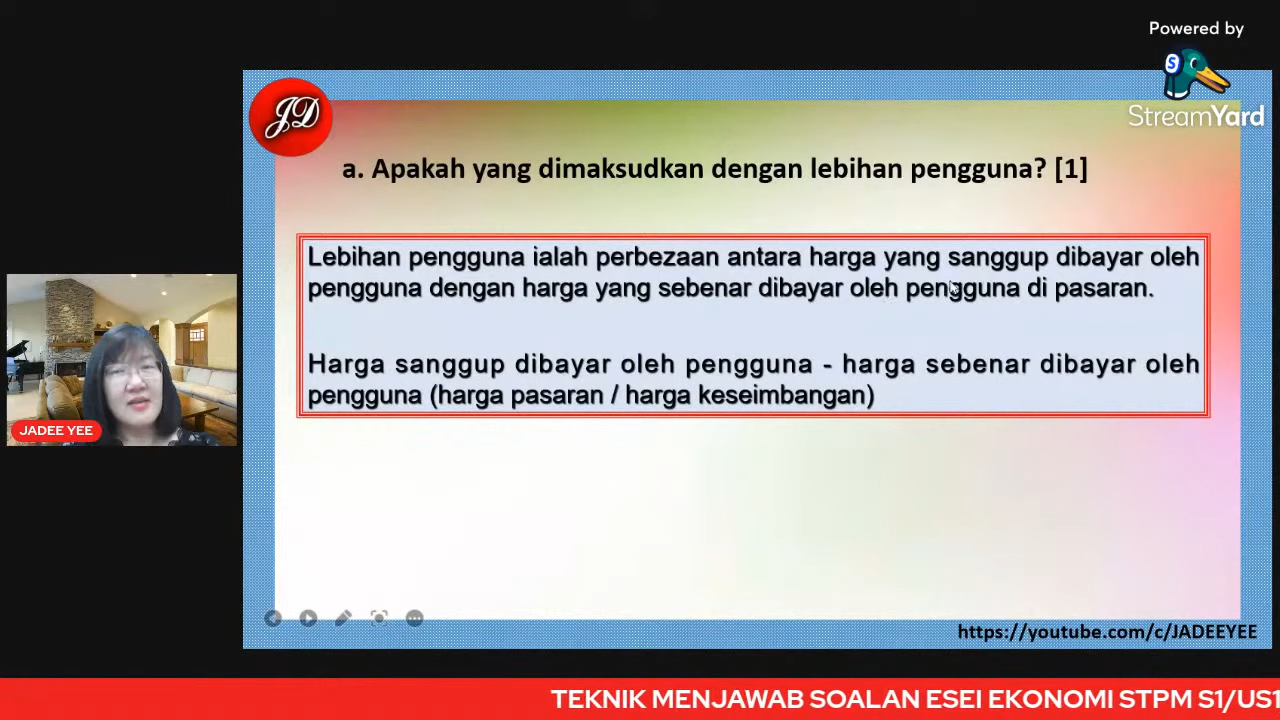 Powered by
S
StreamYard
JD
a. Apakah yang dimaksudkan dengan lebihan pengguna? [1]
Lebihan pengguna ialah perbezaan antara harga yang sanggup dibayar oleh
pengguna dengan harga yang sebenar dibayar oleh pengguna di pasaran.
Harga sanggup dibayar oleh pengguna - harga sebenar dibayar oleh
pengguna (harga pasaran / harga keseimbangan)
JADEE YEE
https://youtube.com/c/JADEEYEE
TEKNIK MENJAWAB SOALAN ESEI EKONOMI STPM S1/US1